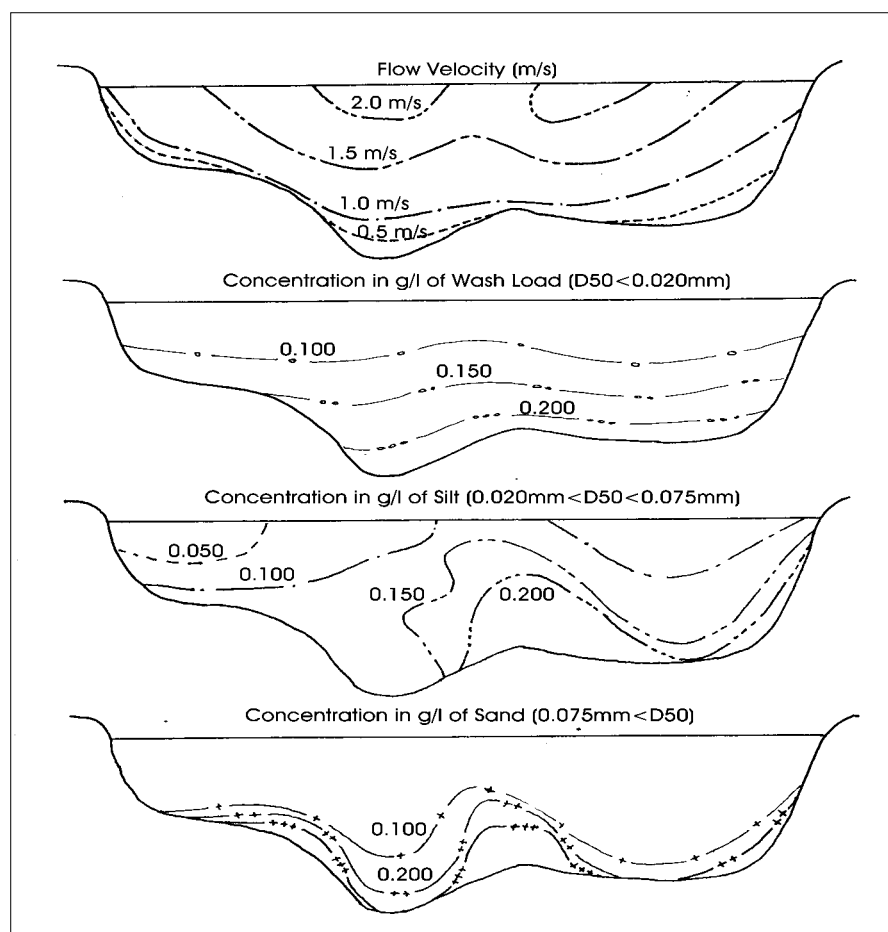 Flow Velocity (m/s)
2.0 m/s
1.5 m/s
1.0 m/s
0.5 m/s
Concentration in g/l of Wash Load (D50<0.020mm)
0.100
0.150
0.200
Concentration in g/l of Silt (0.020mm<D50<0.075mm)
0.050
0.100
0.150
0.200
Concentration in g/l of Sand (0.075mm<D50)
0.100
0.200